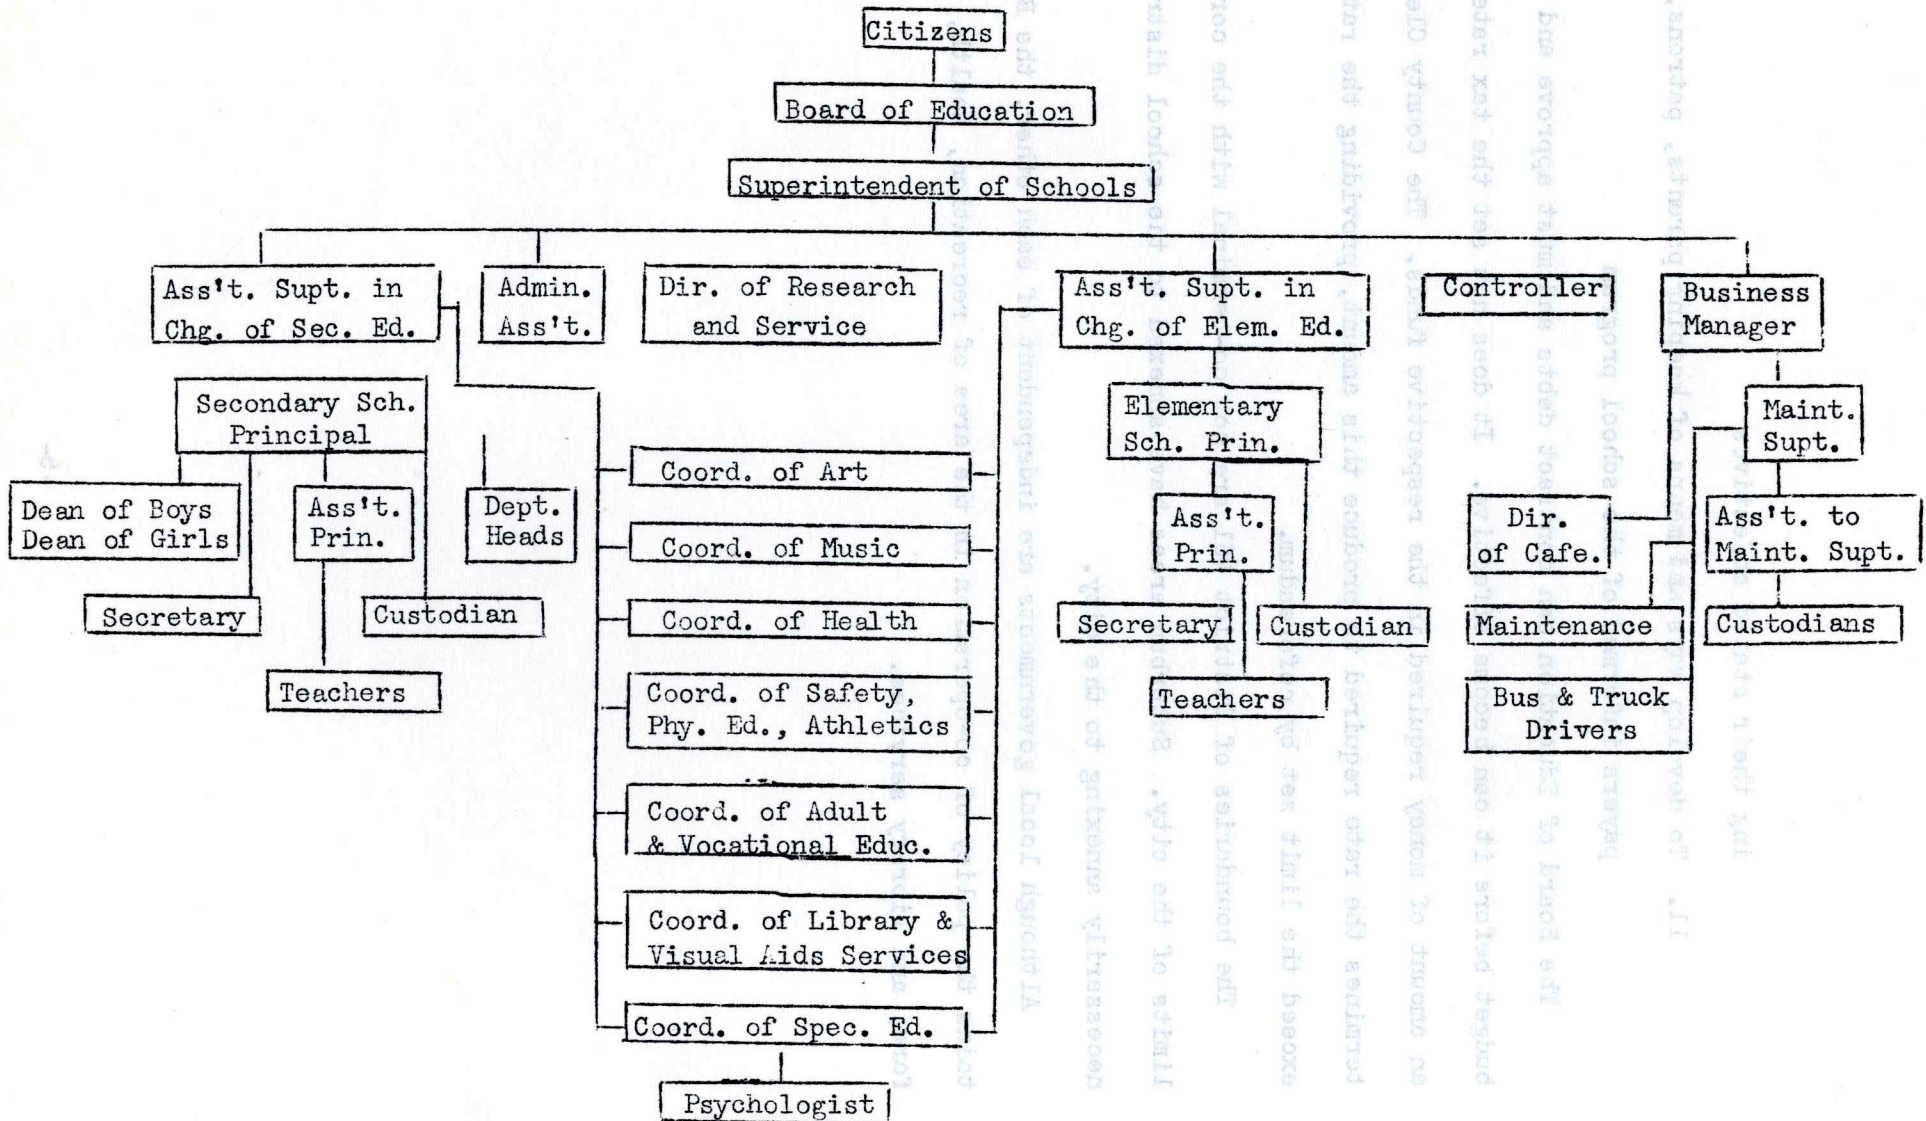 Citizens
Board of Education
Superintendent of Schools
Ass't. Supt. in
Chg. of Sec. Ed.
Admin.
Ass't.
Dir. of Research
and Service
Ass't. Supt. in
Chg. of Elem. Ed.
Controller
Business
Manager
Secondary Sch.
Principal
Elementary
Sch. Prin.
Maint.
Supt.
Dean of Boys
Dean of Girls
Ass't.
Prin.
Dept.
Heads
Secretary
Custodian
Teachers
Coord. of Art
Coord. of Music
Coord. of Health
Coord. of Safety,
Phy. Ed., Athletics
Coord. of Adult
& Vocational Educ.
Coord. of Library &
Visual Aids Services
Coord. of Spec. Ed.
Psychologist
Ass't.
Prin.
Secretary
Custodian
Teachers
Dir.
of Cafe.
Ass't. to
Maint. Supt.
Maintenance
Custodians
Bus & Truck
Drivers